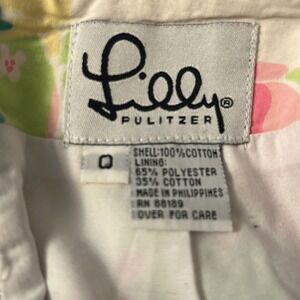 Lilly®
PULITZER
0
SHELL:100%COTTON
LINING:
65% POLYESTER
35% COTTON
MADE IN PHILIPPINES
RN 88189
OVER FOR CARE